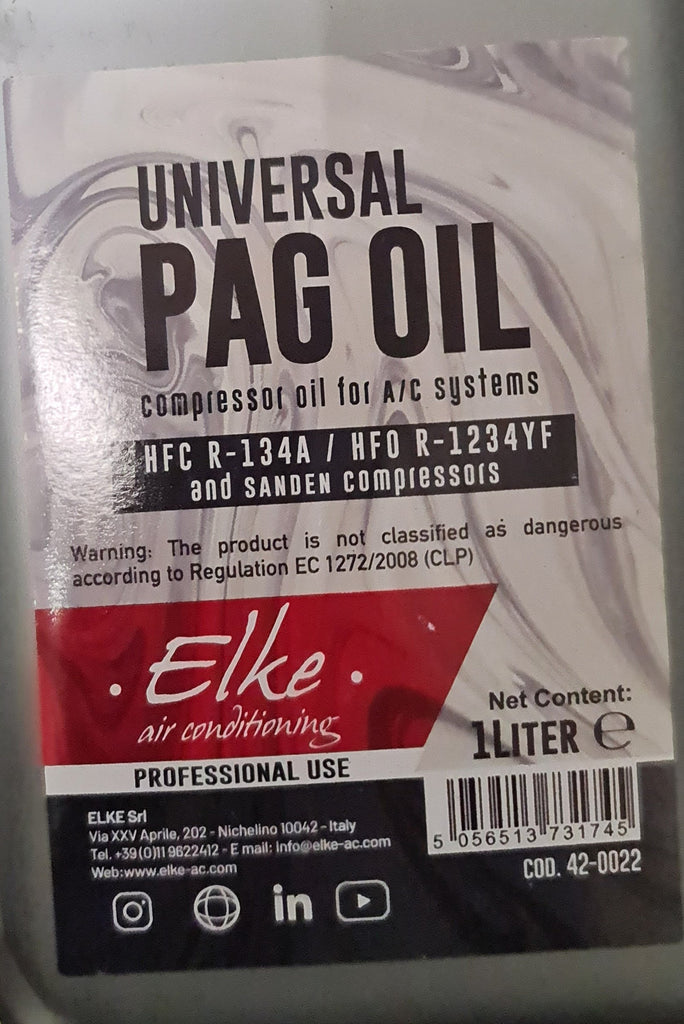 UNIVERSAL
PAG OIL
compressor oil for A/C systems
HFC R-134A / HFO R-1234YF
and SANDEN compressors
Warning: The product is not classified as dangerous
according to Regulation EC 1272/2008 (CLP)
• Elke •
air conditioning
Net Content:
1LITER ℮
PROFESSIONAL USE
ELKE Srl
Via XXV Aprile, 202 - Nichelino 10042 - Italy
Tel. +39(0)11 9622412 - E mail: info@elke-ac.com
Web:www.elke-ac.com
5 056513 731745
COD. 42-0022
in